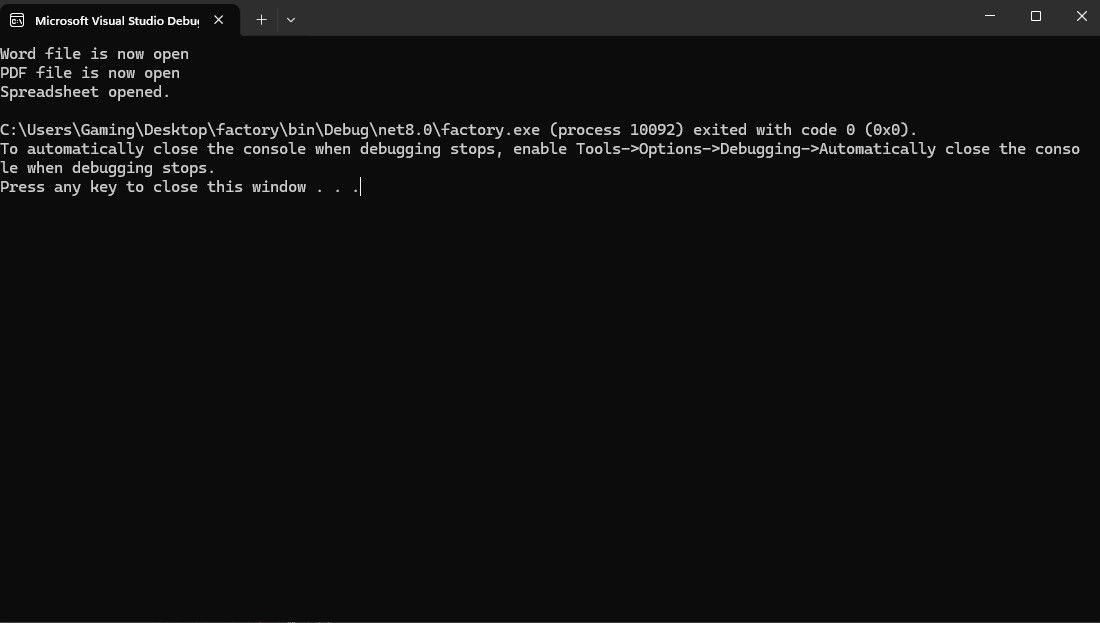 Microsoft Visual Studio Debug
Word file is now open
PDF file is now open
Spreadsheet opened.
C:\Users\Gaming\Desktop\factory\bin\Debug\net8.0\factory.exe (process 10092) exited with code 0 (0x0).
To automatically close the console when debugging stops, enable Tools->Options->Debugging->Automatically close the conso
le when debugging stops.
Press any key to close this window . . .